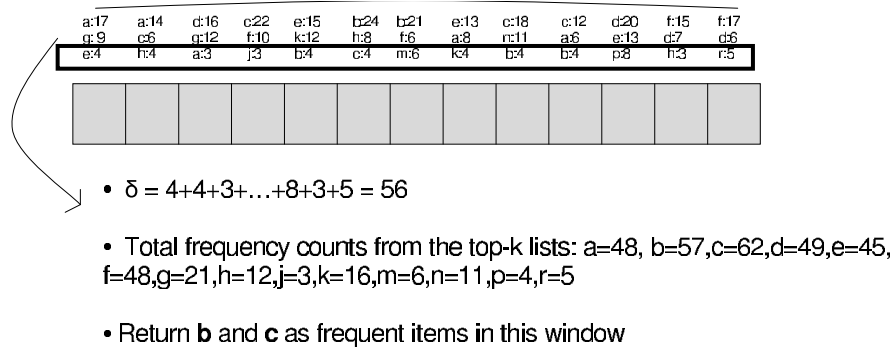 a:17 a:14 d:16 c:22 e:15 b:24 b:21 e:13 c:18 c:12 d:20 f:15 f:17
g: 9 c:6 g:12 f:10 k:12 h:8 f:6 a:8 n:11 a:6 e:13 d:7 d:6
e:4 h:4 a:3 j:3 b:4 c:4 m:6 k:4 b:4 b:4 p:8 h:3 r:5
• δ = 4+4+3+...+8+3+5 = 56
• Total frequency counts from the top-k lists: a=48, b=57,c=62,d=49,e=45,
f=48,g=21,h=12,j=3,k=16,m=6,n=11,p=4,r=5
• Return b and c as frequent items in this window